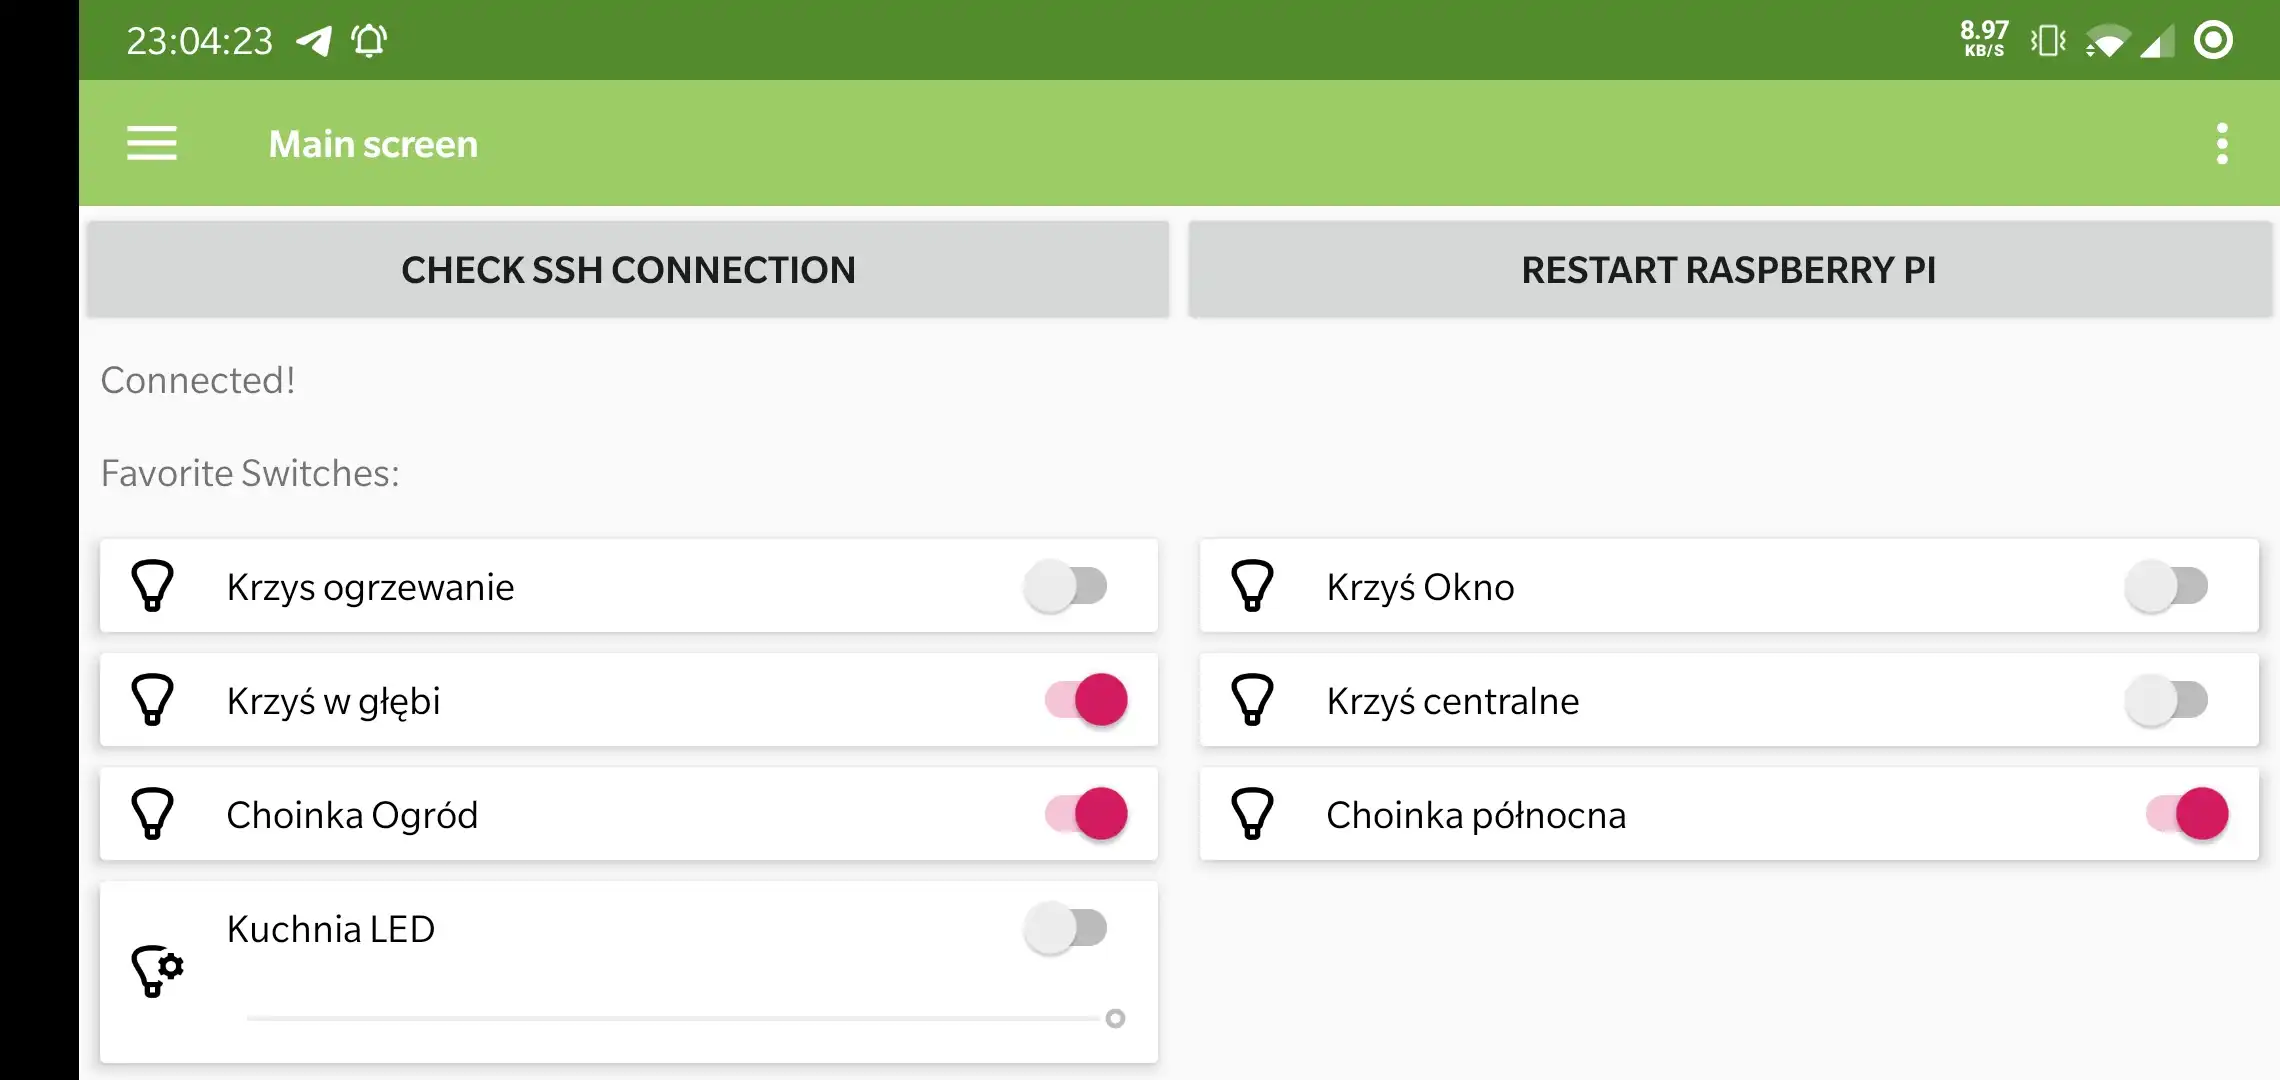 23:04:23
8.97
KB/S
Main screen
CHECK SSH CONNECTION
RESTART RASPBERRY PI
Connected!
Favorite Switches:
Krzys ogrzewanie
Krzyś Okno
Krzyś w głębi
Krzyś centralne
Choinka Ogród
Choinka północna
Kuchnia LED